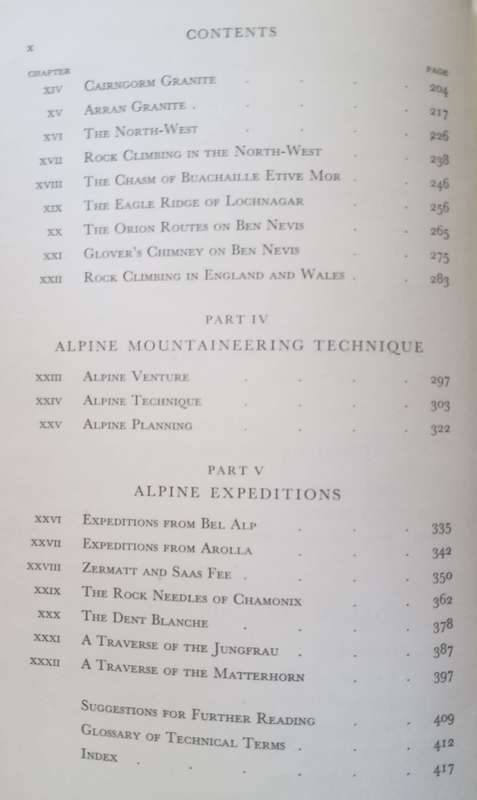 x
CONTENTS
CHAPTER PAGE
XIV CAIRNGORM GRANITE . . . . 204
XV ARRAN GRANITE . . . . . 217
XVI THE NORTH-WEST . . . . 226
XVII ROCK CLIMBING IN THE NORTH-WEST . . 238
XVIII THE CHASM OF BUACHAILLE ETIVE MOR . . 246
XIX THE EAGLE RIDGE OF LOCHNAGAR . . 256
XX THE ORION ROUTES ON BEN NEVIS . . 265
XXI GLOVER'S CHIMNEY ON BEN NEVIS . . 275
XXII ROCK CLIMBING IN ENGLAND AND WALES . . 283
PART IV
ALPINE MOUNTAINEERING TECHNIQUE
XXIII ALPINE VENTURE . . . . 297
XXIV ALPINE TECHNIQUE . . . . 303
XXV ALPINE PLANNING . . . . 322
PART V
ALPINE EXPEDITIONS
XXVI EXPEDITIONS FROM BEL ALP . . . 335
XXVII EXPEDITIONS FROM AROLLA . . . 342
XXVIII ZERMATT AND SAAS FEE . . . . 350
XXIX THE ROCK NEEDLES OF CHAMONIX . . 362
XXX THE DENT BLANCHE . . . . 378
XXXI A TRAVERSE OF THE JUNGFRAU . . . 387
XXXII A TRAVERSE OF THE MATTERHORN . . 397
SUGGESTIONS FOR FURTHER READING . . 409
GLOSSARY OF TECHNICAL TERMS . . . 412
INDEX . . . . . . 417